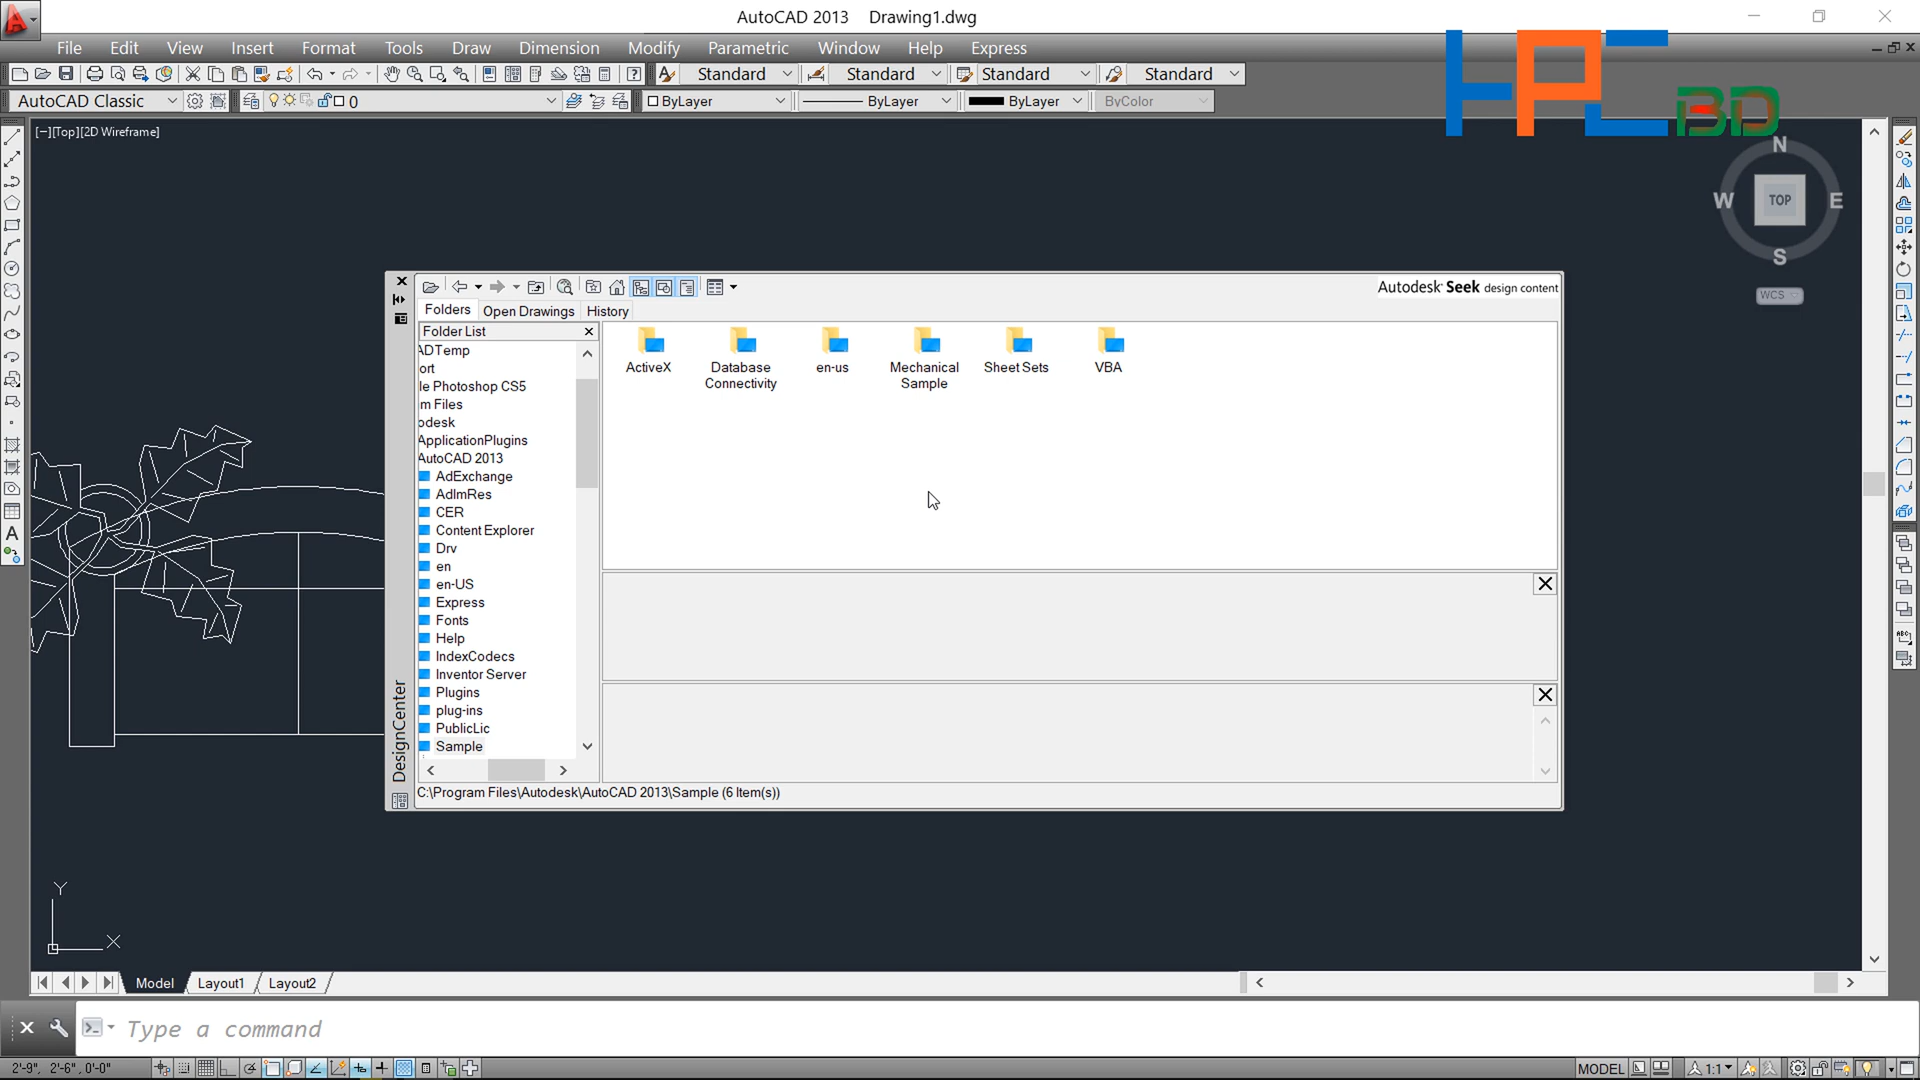 AutoCAD 2013 Drawing1.dwg
File Edit View Insert Format Tools Draw Dimension Modify Parametric Window Help Express
Standard Standard Standard Standard
AutoCAD Classic 0 ByLayer ByLayer ByLayer ByColor
HPC BD
[−][Top][2D Wireframe]
N
W TOP E
S
WCS
Autodesk Seek design content
Folders Open Drawings History
Folder List
ADTemp
ort
le Photoshop CS5
m Files
odesk
ApplicationPlugins
AutoCAD 2013
AdExchange
AdlmRes
CER
Content Explorer
Drv
en
en-US
Express
Fonts
Help
IndexCodecs
Inventor Server
Plugins
plug-ins
PublicLic
Sample
ActiveX Database Connectivity en-us Mechanical Sample Sheet Sets VBA
DesignCenter
C:\Program Files\Autodesk\AutoCAD 2013\Sample (6 Item(s))
Y
X
Model Layout1 Layout2
Type a command
2'-9", 2'-6", 0'-0" MODEL 1:1